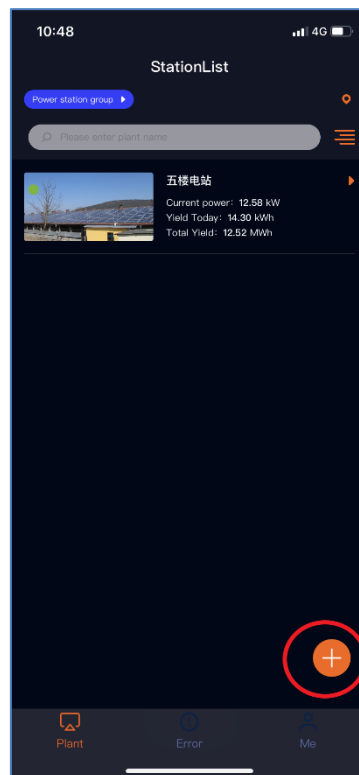 10:48
4G
StationList
Power station group
Please enter plant name
五楼电站
Current power: 12.58 kW
Yield Today: 14.30 kWh
Total Yield: 12.52 MWh
Plant
Error
Me